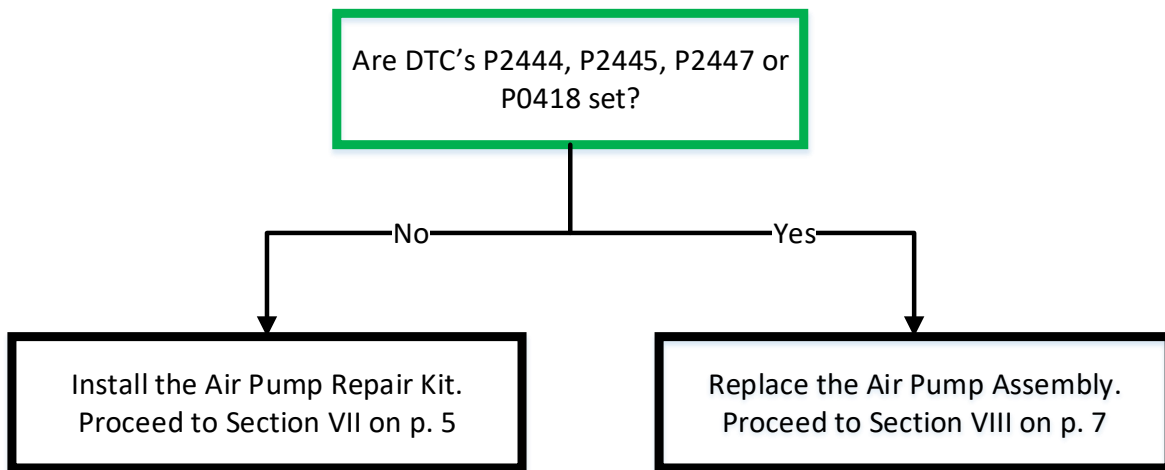 Are DTC’s P2444, P2445, P2447 or
P0418 set?
No
Yes
Install the Air Pump Repair Kit.
Proceed to Section VII on p. 5
Replace the Air Pump Assembly.
Proceed to Section VIII on p. 7